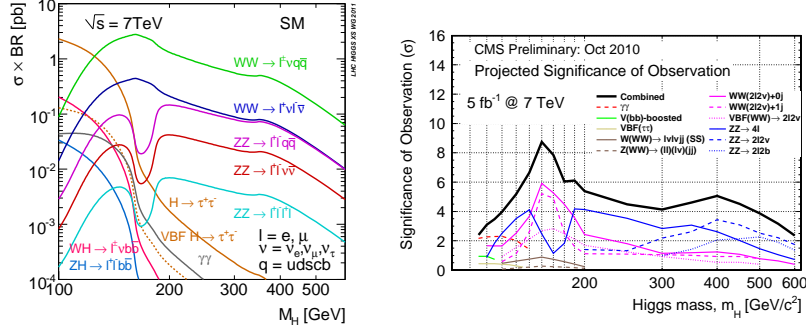 √s = 7TeV
SM
LHC HIGGS XS WG2011
σ × BR [pb]
10
1
10⁻¹
10⁻²
10⁻³
10⁻⁴
WW → l⁺νqq̅
WW → l⁺νl⁻ν̅
ZZ → l⁺l⁻qq̅
ZZ → l⁺l⁻νν̅
ZZ → l⁺l⁻l⁺l⁻
H → τ⁺τ⁻
VBF H → τ⁺τ⁻
WH → l⁺νbb̅
ZH → l⁺l⁻bb̅
γγ
l = e, μ
ν = νe,νμ,ντ
q = udscb
100 200 300 400 500
M_H [GeV]
Significance of Observation (σ)
16
14
12
10
8
6
4
2
0
CMS Preliminary: Oct 2010
Projected Significance of Observation
5 fb⁻¹ @ 7 TeV
Combined
γγ
V(bb)-boosted
VBF(ττ)
W(WW)→ lνlνjj (SS)
Z(WW)→ (ll)(lν)(jj)
WW(2l2ν)+0j
WW(2l2ν)+1j
VBF(WW)→ 2l2ν
ZZ → 4l
ZZ → 2l2ν
ZZ → 2l2b
200 300 400 500 600
Higgs mass, m_H [GeV/c²]